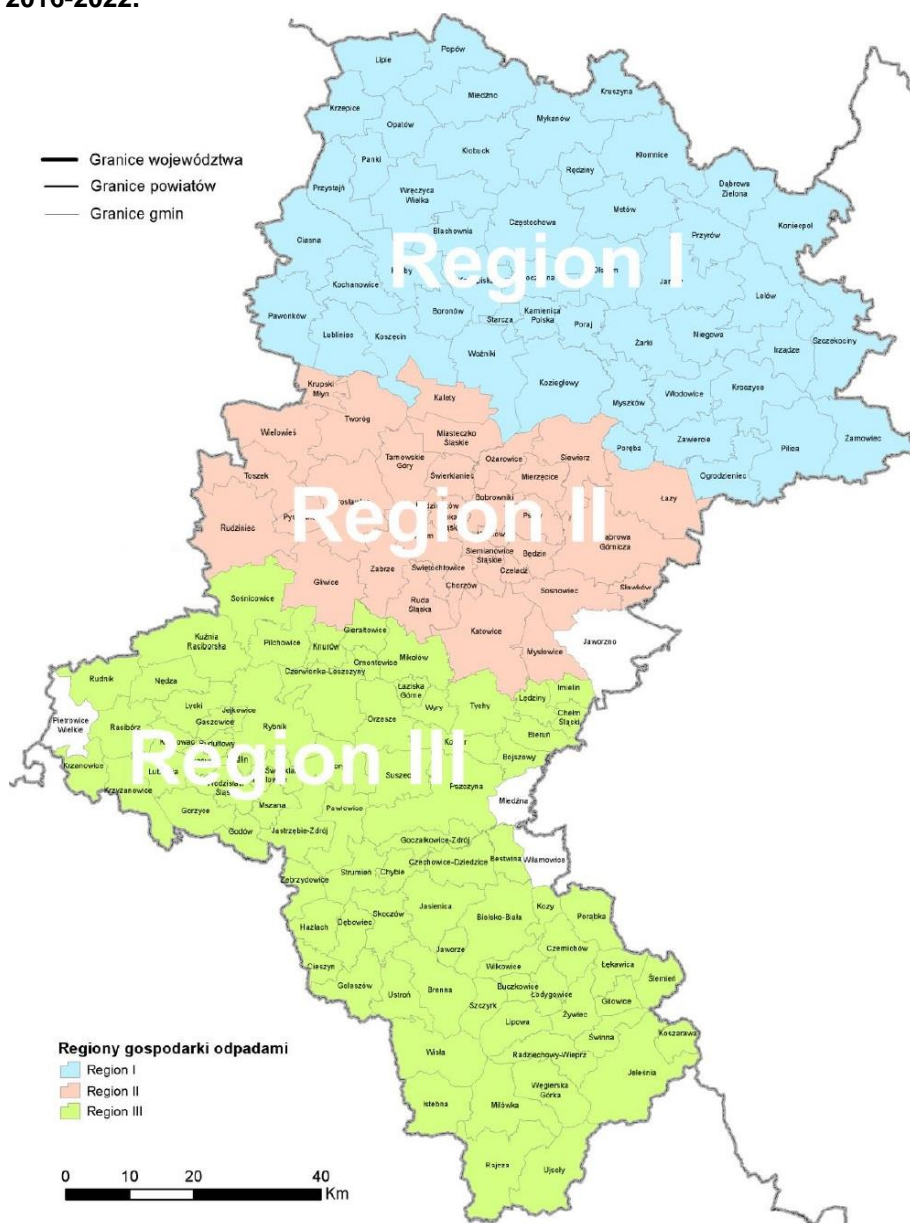 2016-2022.
Granice województwa
Granice powiatów
Granice gmin
Popów
Lipie
Miedźno
Kruszyna
Krzepice
Mykanów
Opatów
Kłobuck
Kłomnice
Panki
Rędziny
Przystajń
Wręczyca
Wielka
Dąbrowa
Zielona
Mstów
Częstochowa
Koniecpol
Blachownia
Przyrów
Ciasna
Region I
Kochanowice
Lelów
Boronów
Kamienica
Polska
Pawonków
Starcza
Poraj
Niegowa
Szczekociny
Lubliniec
Koszęcin
Żarki
Irządze
Woźniki
Koziegłowy
Kroczyce
Włodowice
Myszków
Krupski
Młyn
Kalety
Tworóg
Miasteczko
Śląskie
Zawiercie
Pilica
Żarnowiec
Poręba
Wielowieś
Tarnowskie
Góry
Ożarowice
Siewierz
Świerklaniec
Mierzęcice
Ogrodzieniec
Toszek
Bobrowniki
Łazy
Region II
Rudziniec
Dąbrowa
Górnicza
Siemianowice
Śląskie
Będzin
Zabrze
Świętochłowice
Czeladź
Gliwice
Chorzów
Sosnowiec
Sławków
Ruda
Śląska
Sośnicowice
Katowice
Gierałtowice
Jaworzno
Kuźnia
Raciborska
Pilchowice
Knurów
Mysłowice
Ornontowice
Mikołów
Rudnik
Nędza
Czerwionka-Leszczyny
Łaziska
Górne
Lędziny
Imielin
Wyry
Tychy
Chełm
Śląski
Lyski
Jejkowice
Pietrowice
Wielkie
Gaszowice
Orzesze
Racibórz
Rybnik
Bieruń
Bojszowy
Region III
Krzanowice
Suszec
Krzyżanowice
Pszczyna
Miedźna
Gorzyce
Mszana
Pawłowice
Godów
Jastrzębie-Zdrój
Goczałkowice-Zdrój
Czechowice-Dziedzice
Bestwina
Wilamowice
Zebrzydowice
Strumień
Chybie
Jasienica
Kozy
Skoczów
Bielsko-Biała
Porąbka
Hażlach
Dębowiec
Jaworze
Czernichów
Cieszyn
Wilkowice
Łękawica
Ślemień
Goleszów
Ustroń
Brenna
Buczkowice
Łodygowice
Gilowice
Szczyrk
Żywiec
Lipowa
Świnna
Koszarawa
Wisła
Radziechowy-Wieprz
Jeleśnia
Węgierska
Górka
Istebna
Milówka
Rajcza
Ujsoły
Regiony gospodarki odpadami
Region I
Region II
Region III
0 20 40
Km